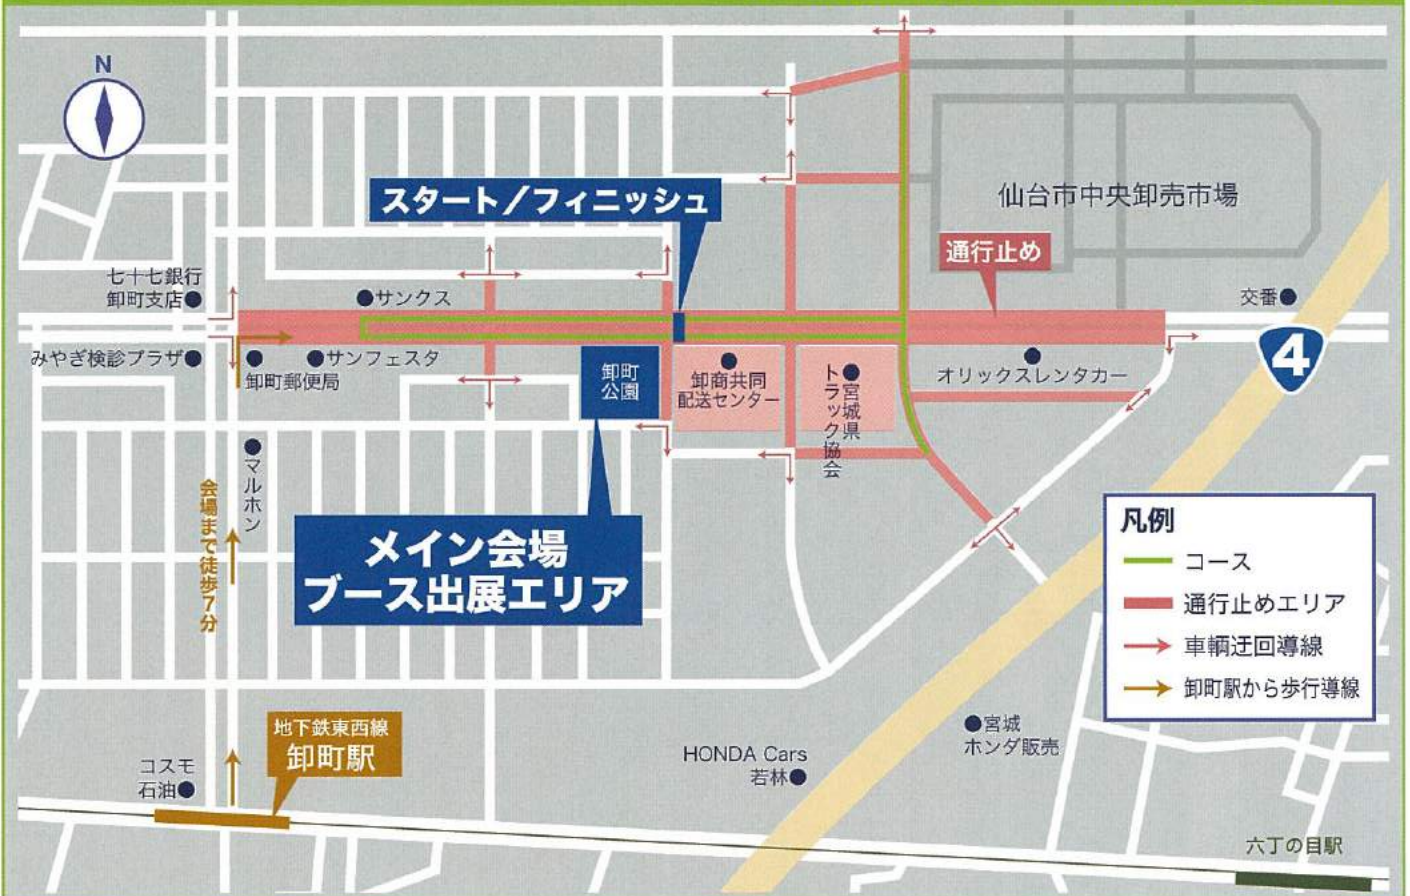 N
スタート／フィニッシュ
仙台市中央卸売市場
通行止め
七十七銀行
卸町支店
サンクス
交番
みやぎ検診プラザ
卸町郵便局
サンフェスタ
卸町
公園
卸商共同
配送センター
宮城県
トラック協会
オリックスレンタカー
4
マルホン
会場まで徒歩7分
メイン会場
ブース出展エリア
凡例
コース
通行止めエリア
車輌迂回導線
卸町駅から歩行導線
地下鉄東西線
卸町駅
コスモ
石油
HONDA Cars
若林
宮城
ホンダ販売
六丁の目駅